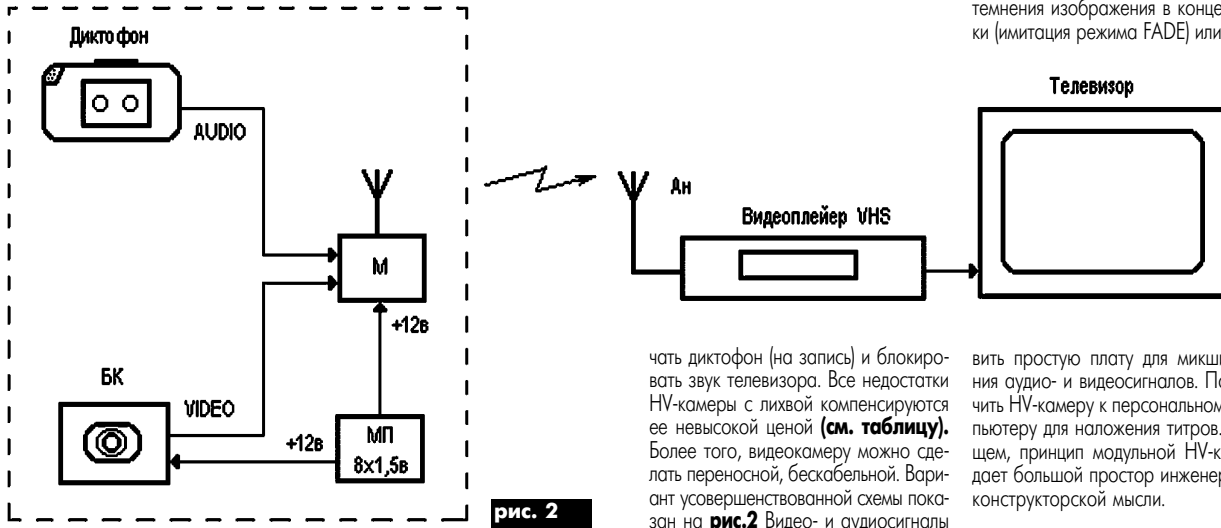 темнения изображения в конце
ки (имитация режима FADE) или
Диктофон
AUDIO
М
+12в
БК
VIDEO
+12в
МП
8х1,5в
рис. 2
Ан
Видеоплейер VHS
Телевизор
чать диктофон (на запись) и блокиро-
вать звук телевизора. Все недостатки
HV-камеры с лихвой компенсируются
ее невысокой ценой (см. таблицу).
Более того, видеокамеру можно сде-
лать переносной, бескабельной. Вари-
ант усовершенствованной схемы пока-
зан на рис.2 Видео- и аудиосигналы
вить простую плату для микши
ния аудио- и видеосигналов. По
чить HV-камеру к персональном
пьютеру для наложения титров.
щем, принцип модульной HV-к
дает большой простор инженер
конструкторской мысли.